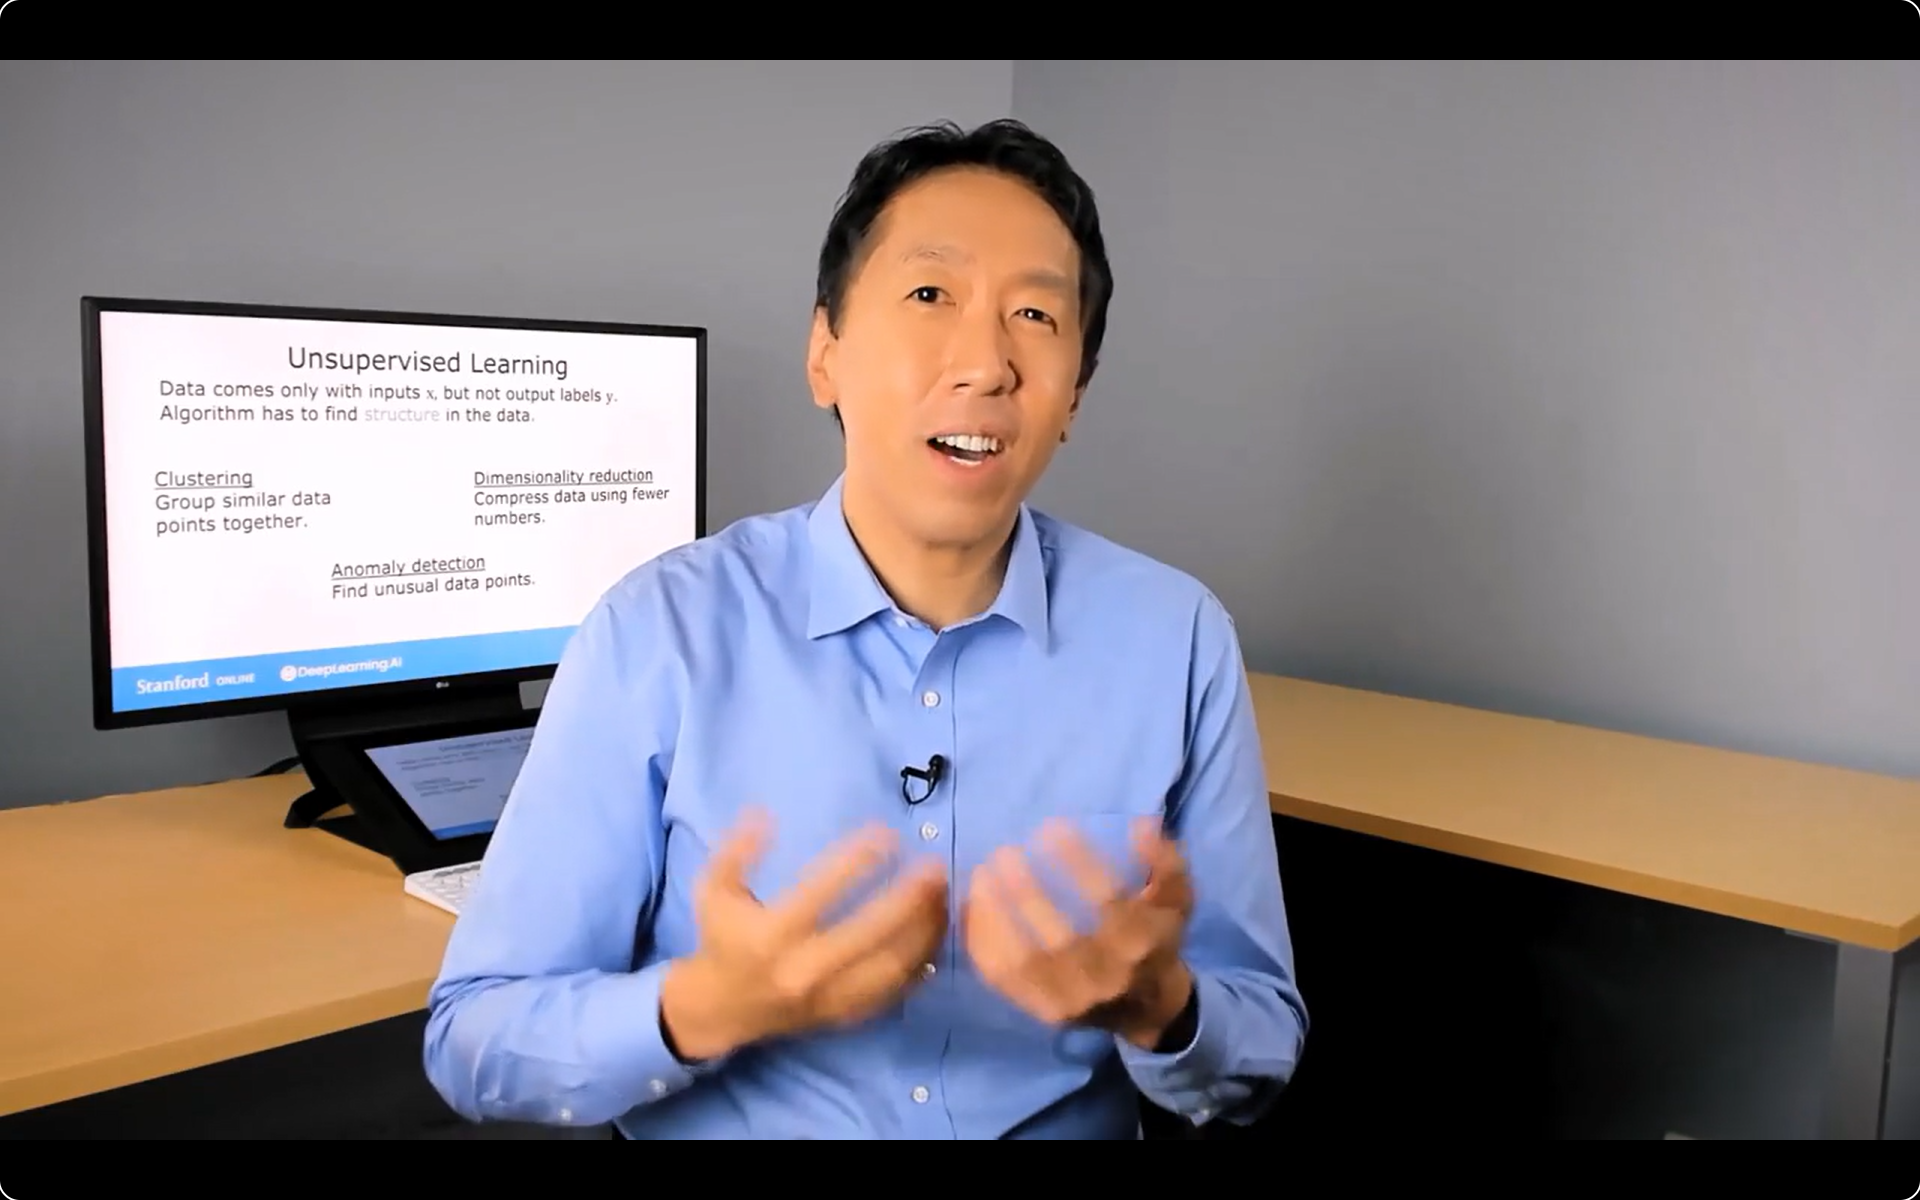 Unsupervised Learning
Data comes only with inputs x, but not output labels y.
Algorithm has to find structure in the data.
Clustering
Group similar data
points together.
Dimensionality reduction
Compress data using fewer
numbers.
Anomaly detection
Find unusual data points.
Stanford ONLINE
DeepLearning.AI
LG